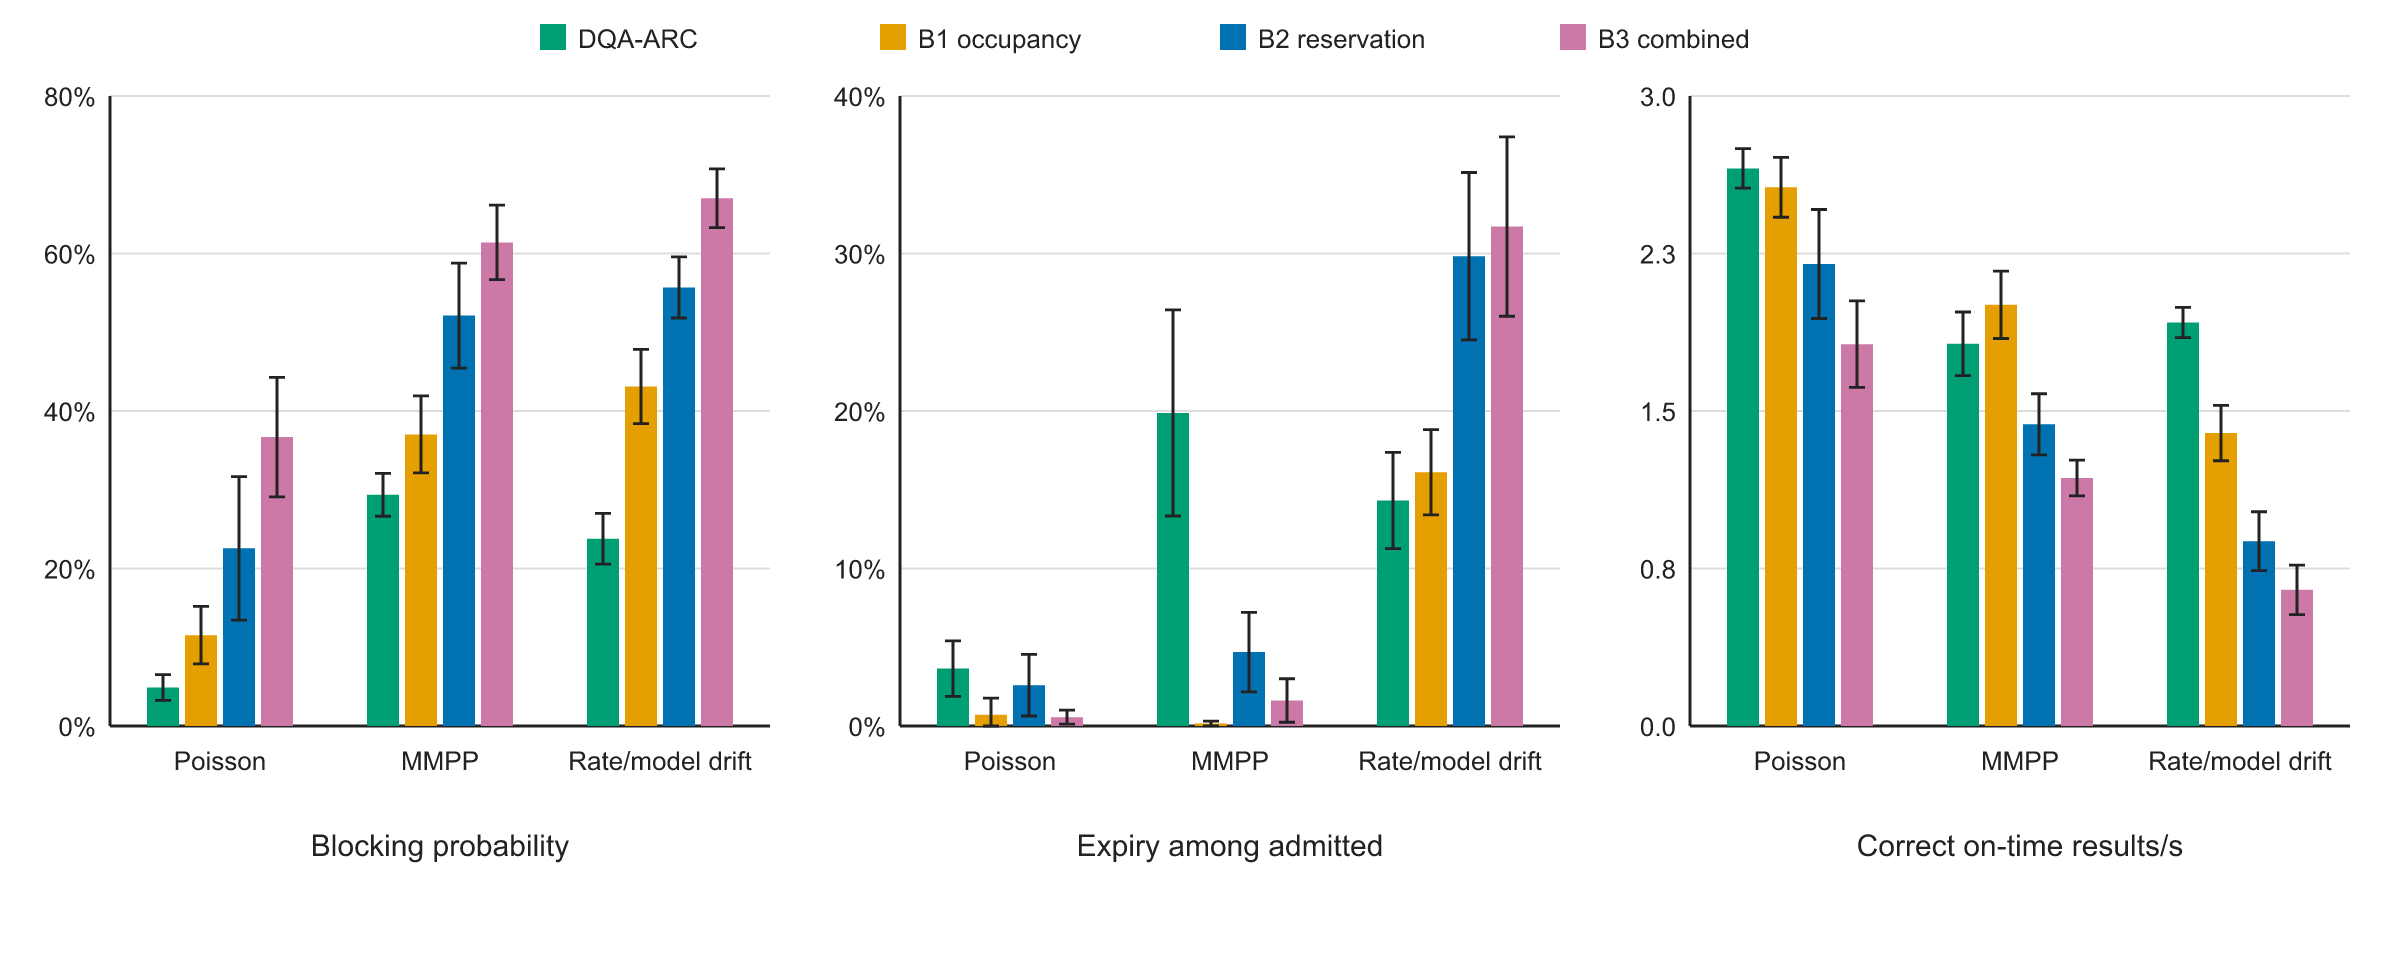 DQA-ARC B1 occupancy B2 reservation B3 combined
80%
60%
40%
20%
0%
Poisson MMPP Rate/model drift
Blocking probability
40%
30%
20%
10%
0%
Poisson MMPP Rate/model drift
Expiry among admitted
3.0
2.3
1.5
0.8
0.0
Poisson MMPP Rate/model drift
Correct on-time results/s